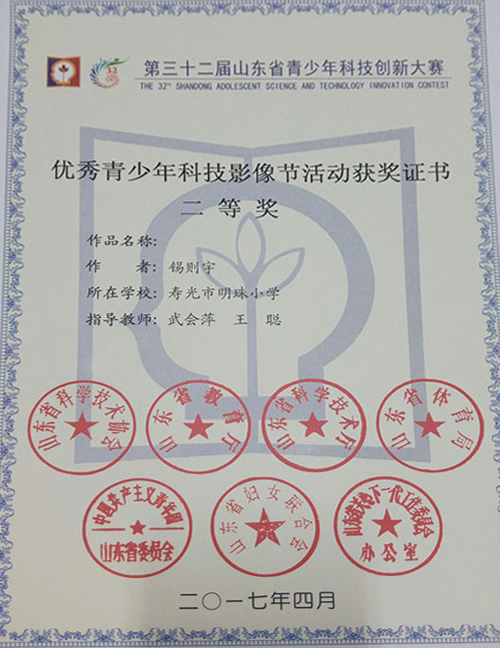 32
第三十二届山东省青少年科技创新大赛
THE 32ᵗʰ SHANDONG ADOLESCENT SCIENCE AND TECHNOLOGY INNOVATION CONTEST
优秀青少年科技影像节活动获奖证书
二等奖
作品名称:
作 者: 锡则宇
所在学校: 寿光市明珠小学
指导教师: 武会萍 王 聪
山东省科学技术协会
山东省教育厅
山东省科学技术厅
山东省体育局
中国共产主义青年团
山东省委员会
山东省妇女联合会
山东省关心下一代工作委员会
办公室
二〇一七年四月